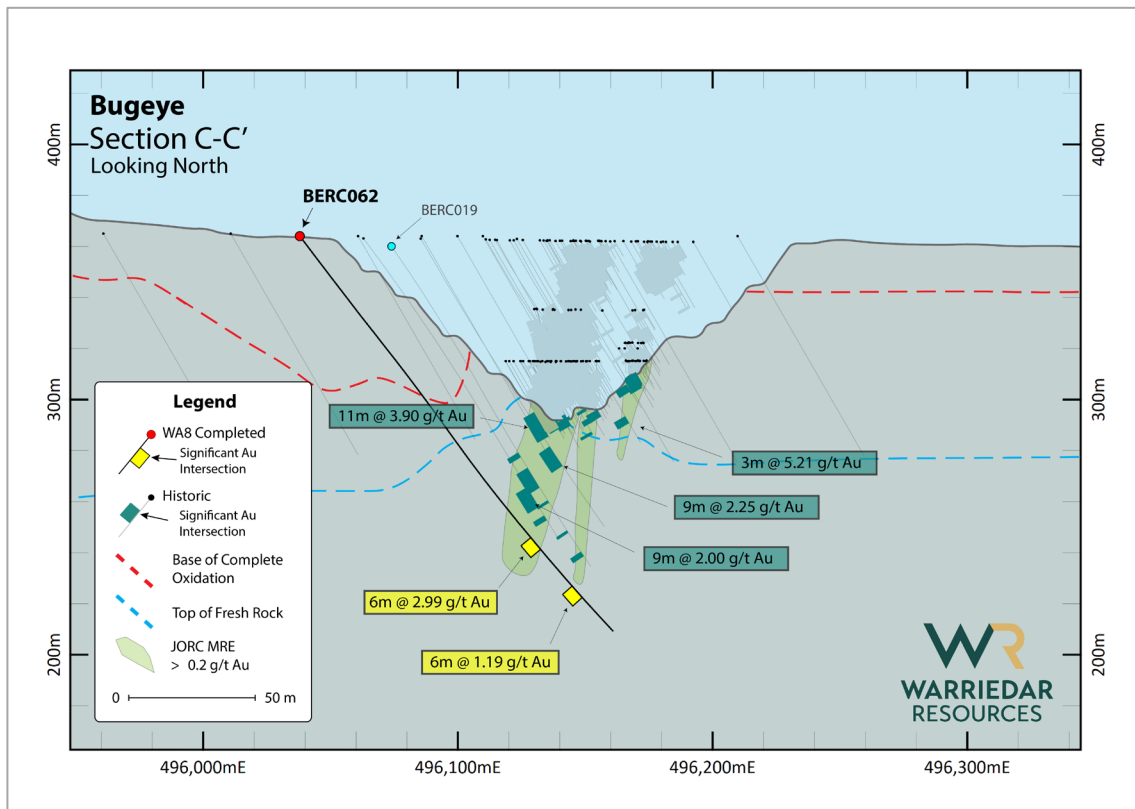 Bugeye
Section C-C’
Looking North
400m
300m
200m
400m
300m
200m
BERC062
BERC019
11m @ 3.90 g/t Au
3m @ 5.21 g/t Au
9m @ 2.25 g/t Au
9m @ 2.00 g/t Au
6m @ 2.99 g/t Au
6m @ 1.19 g/t Au
Legend
WA8 Completed
Significant Au
Intersection
Historic
Significant Au
Intersection
Base of Complete
Oxidation
Top of Fresh Rock
JORC MRE
> 0.2 g/t Au
0 50 m
WR
WARRIEDAR
RESOURCES
496,000mE
496,100mE
496,200mE
496,300mE